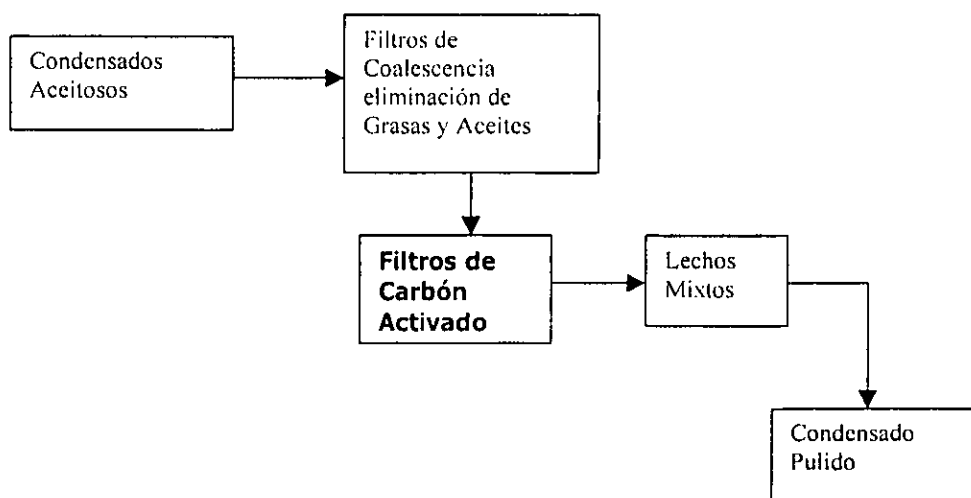 Condensados
Aceitosos
Filtros de
Coalescencia
eliminación de
Grasas y Aceites
Filtros de
Carbón
Activado
Lechos
Mixtos
Condensado
Pulido